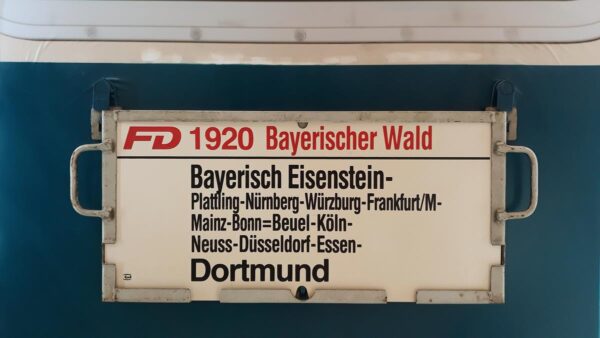 FD 1920 Bayerischer Wald
Bayerisch Eisenstein-
Plattling-Nürnberg-Würzburg-Frankfurt/M-
Mainz-Bonn=Beuel-Köln-
Neuss-Düsseldorf-Essen-
Dortmund